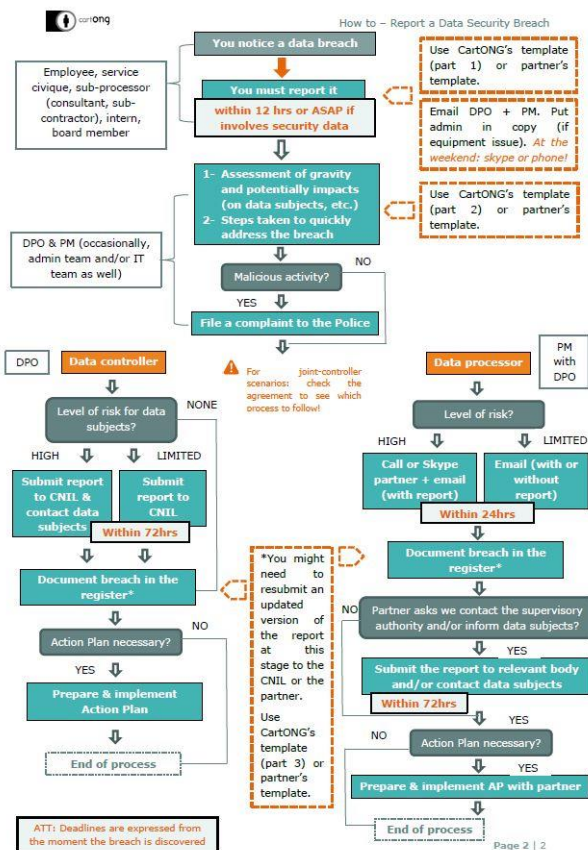 cartONG
How to – Report a Data Security Breach
You notice a data breach
Employee, service
civique, sub-processor
(consultant, sub-
contractor), intern,
board member
You must report it
within 12 hrs or ASAP if
involves security data
Use CartONG's template
(part 1) or partner's
template.
Email DPO + PM. Put
admin in copy (if
equipment issue). At the
weekend: skype or phone!
1- Assessment of gravity
and potentially impacts
(on data subjects, etc.)
2- Steps taken to quickly
address the breach
Use CartONG's template
(part 2) or partner's
template.
DPO & PM (occasionally,
admin team and/or IT
team as well)
Malicious activity?
NO
YES
File a complaint to the Police
For joint-controller
scenarios: check the
agreement to see which
process to follow!
DPO
Data controller
Level of risk for data
subjects?
NONE
HIGH
LIMITED
Submit report
to CNIL &
contact data
subjects
Submit
report to
CNIL
Within 72hrs
Document breach in the
register*
Action Plan necessary?
NO
YES
Prepare & implement
Action Plan
End of process
ATT: Deadlines are expressed from
the moment the breach is discovered
*You might
need to
resubmit an
updated
version of
the report
at this
stage to the
CNIL or the
partner.
Use
CartONG's
template
(part 3) or
partner's
template.
Data processor
PM
with
DPO
Level of risk?
HIGH
LIMITED
Call or Skype
partner + email
(with report)
Email (with or
without
report)
Within 24hrs
Document breach in the
register*
NO
Partner asks we contact the supervisory
authority and/or inform data subjects?
YES
Submit the report to relevant body
and/or contact data subjects
Within 72hrs
YES
NO
Action Plan necessary?
YES
Prepare & implement AP with partner
End of process
Page 2 | 2